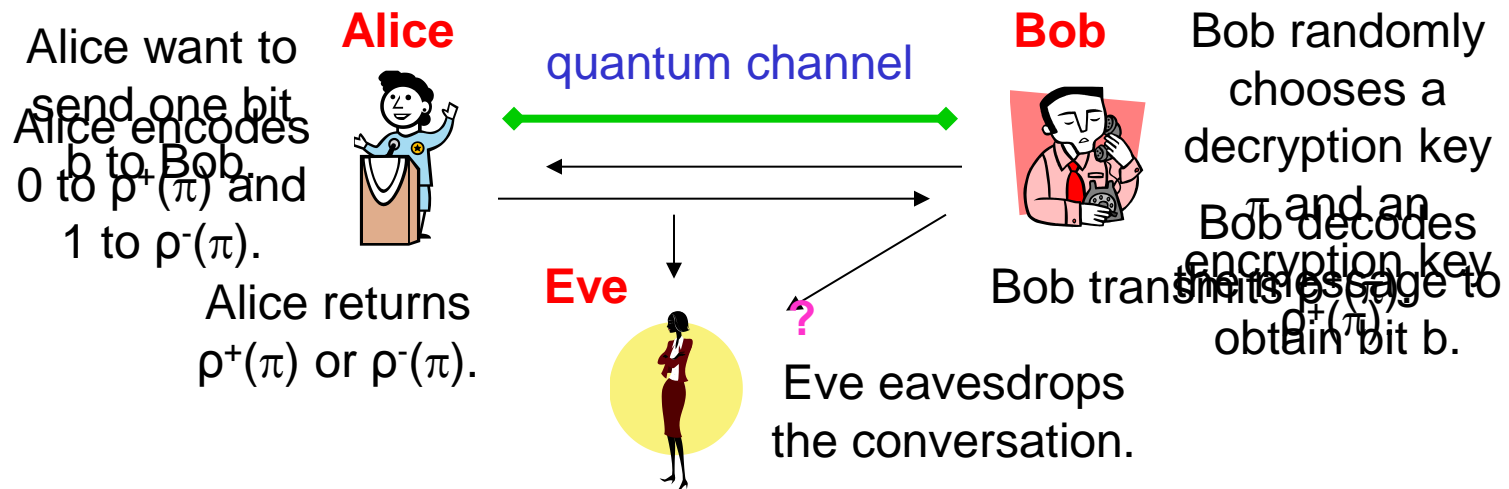 Alice want to
send one bit
b to Bob.
Alice encodes
0 to ρ⁺(π) and
1 to ρ⁻(π).
Alice
quantum channel
Bob
Bob randomly
chooses a
decryption key
π and an
encryption key
ρ⁺(π).
Bob decodes
the message to
obtain bit b.
Bob transmits ρ⁺(π).
Alice returns
ρ⁺(π) or ρ⁻(π).
Eve
?
Eve eavesdrops
the conversation.